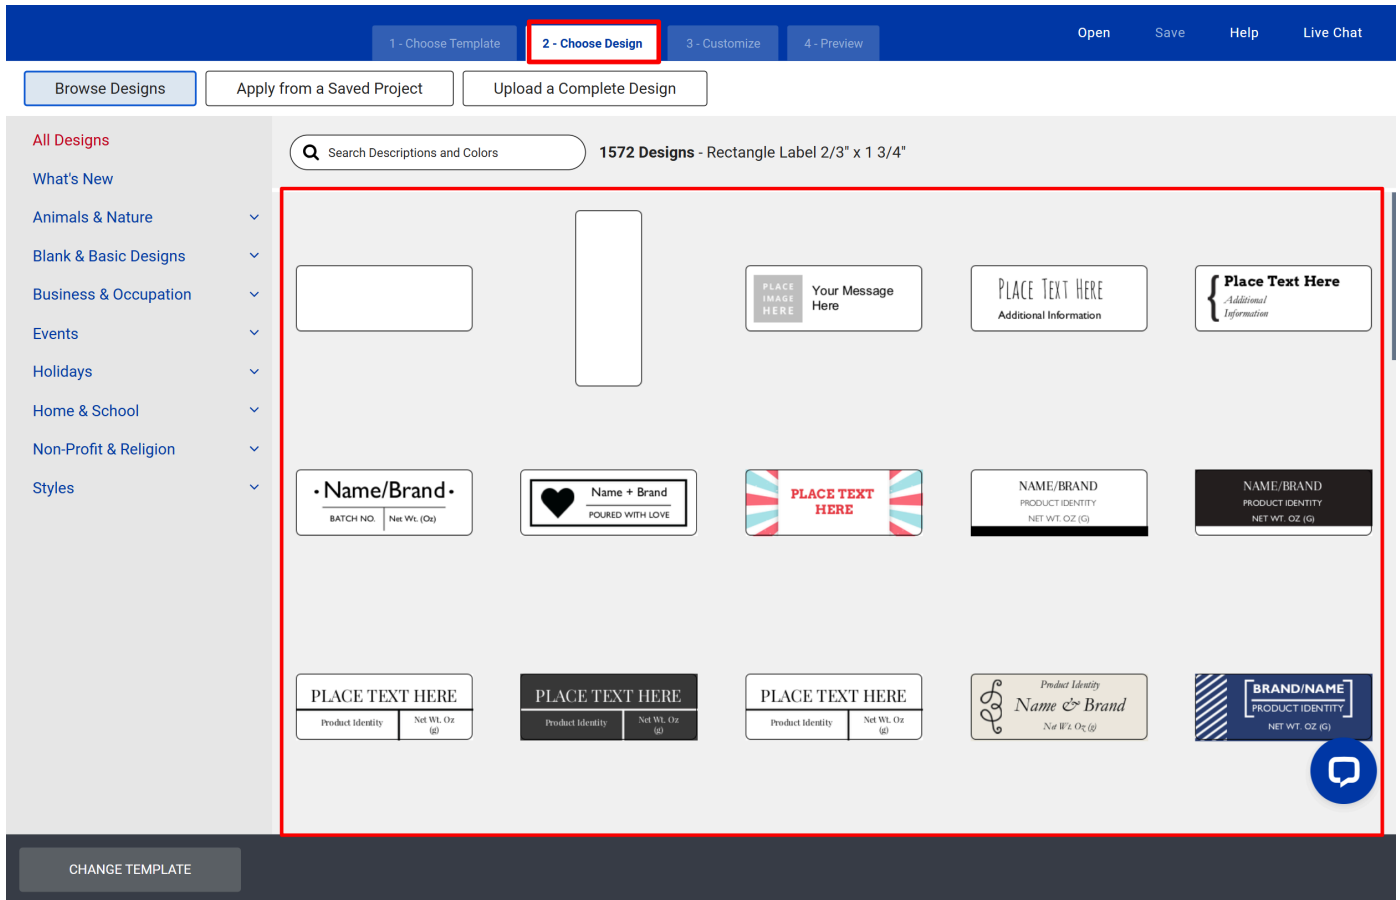 1 - Choose Template
2 - Choose Design
3 - Customize
4 - Preview
Open
Save
Help
Live Chat
Browse Designs
Apply from a Saved Project
Upload a Complete Design
All Designs
What's New
Animals & Nature
Blank & Basic Designs
Business & Occupation
Events
Holidays
Home & School
Non-Profit & Religion
Styles
Search Descriptions and Colors
1572 Designs - Rectangle Label 2/3" x 1 3/4"
PLACE
IMAGE
HERE
Your Message
Here
PLACE TEXT HERE
Additional Information
Place Text Here
Additional
Information
Name/Brand
BATCH NO.
Net Wt. (Oz)
Name + Brand
POURED WITH LOVE
PLACE TEXT
HERE
NAME/BRAND
PRODUCT IDENTITY
NET WT. OZ (G)
NAME/BRAND
PRODUCT IDENTITY
NET WT. OZ (G)
PLACE TEXT HERE
Product Identity
Net Wt. Oz
(g)
PLACE TEXT HERE
Product Identity
Net Wt. Oz
(g)
PLACE TEXT HERE
Product Identity
Net Wt. Oz
(g)
Product Identity
Name & Brand
Net Wt. Oz (g)
BRAND/NAME
PRODUCT IDENTITY
NET WT. OZ (G)
CHANGE TEMPLATE